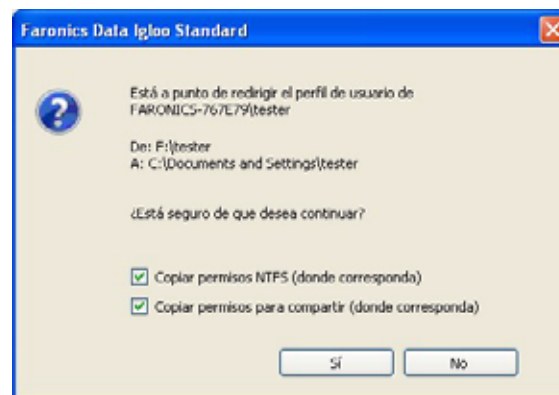 Faronics Data Igloo Standard
Está a punto de redirigir el perfil de usuario de
FARONICS-767E79\tester
De: F:\tester
A: C:\Documents and Settings\tester
¿Está seguro de que desea continuar?
Copiar permisos NTFS (donde corresponda)
Copiar permisos para compartir (donde corresponda)
Sí No